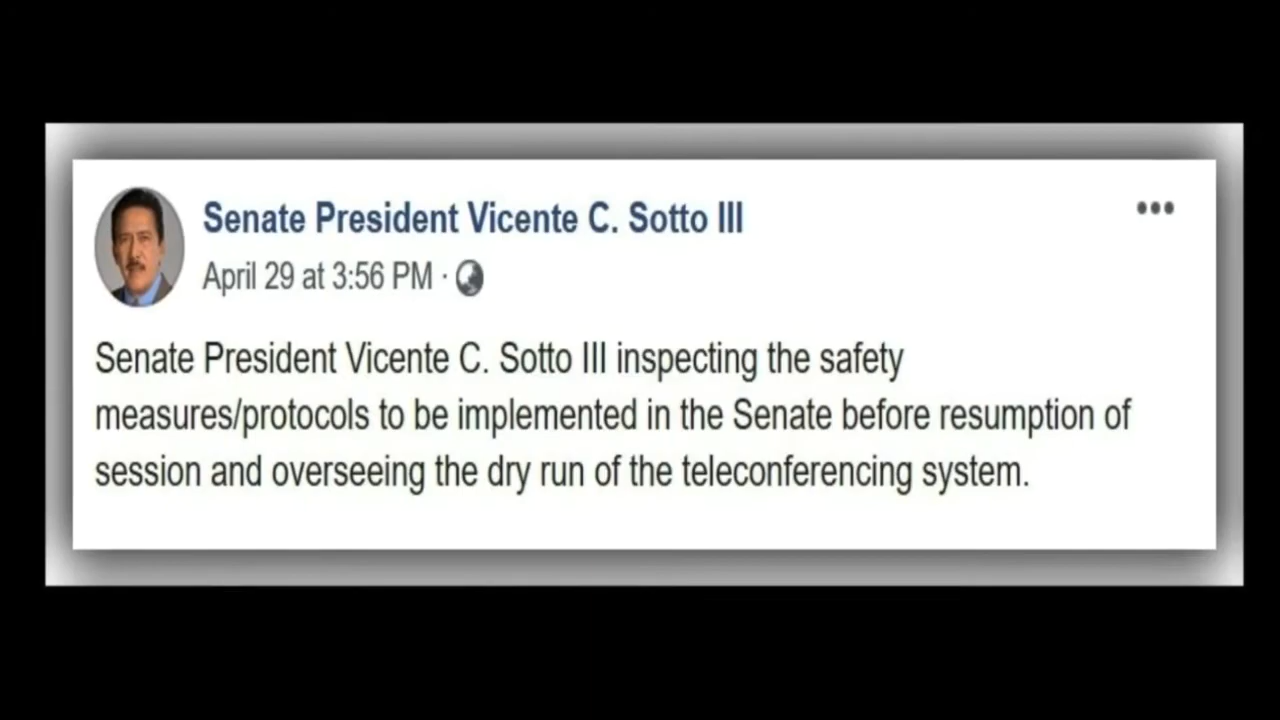 Senate President Vicente C. Sotto III
April 29 at 3:56 PM ·
Senate President Vicente C. Sotto III inspecting the safety
measures/protocols to be implemented in the Senate before resumption of
session and overseeing the dry run of the teleconferencing system.